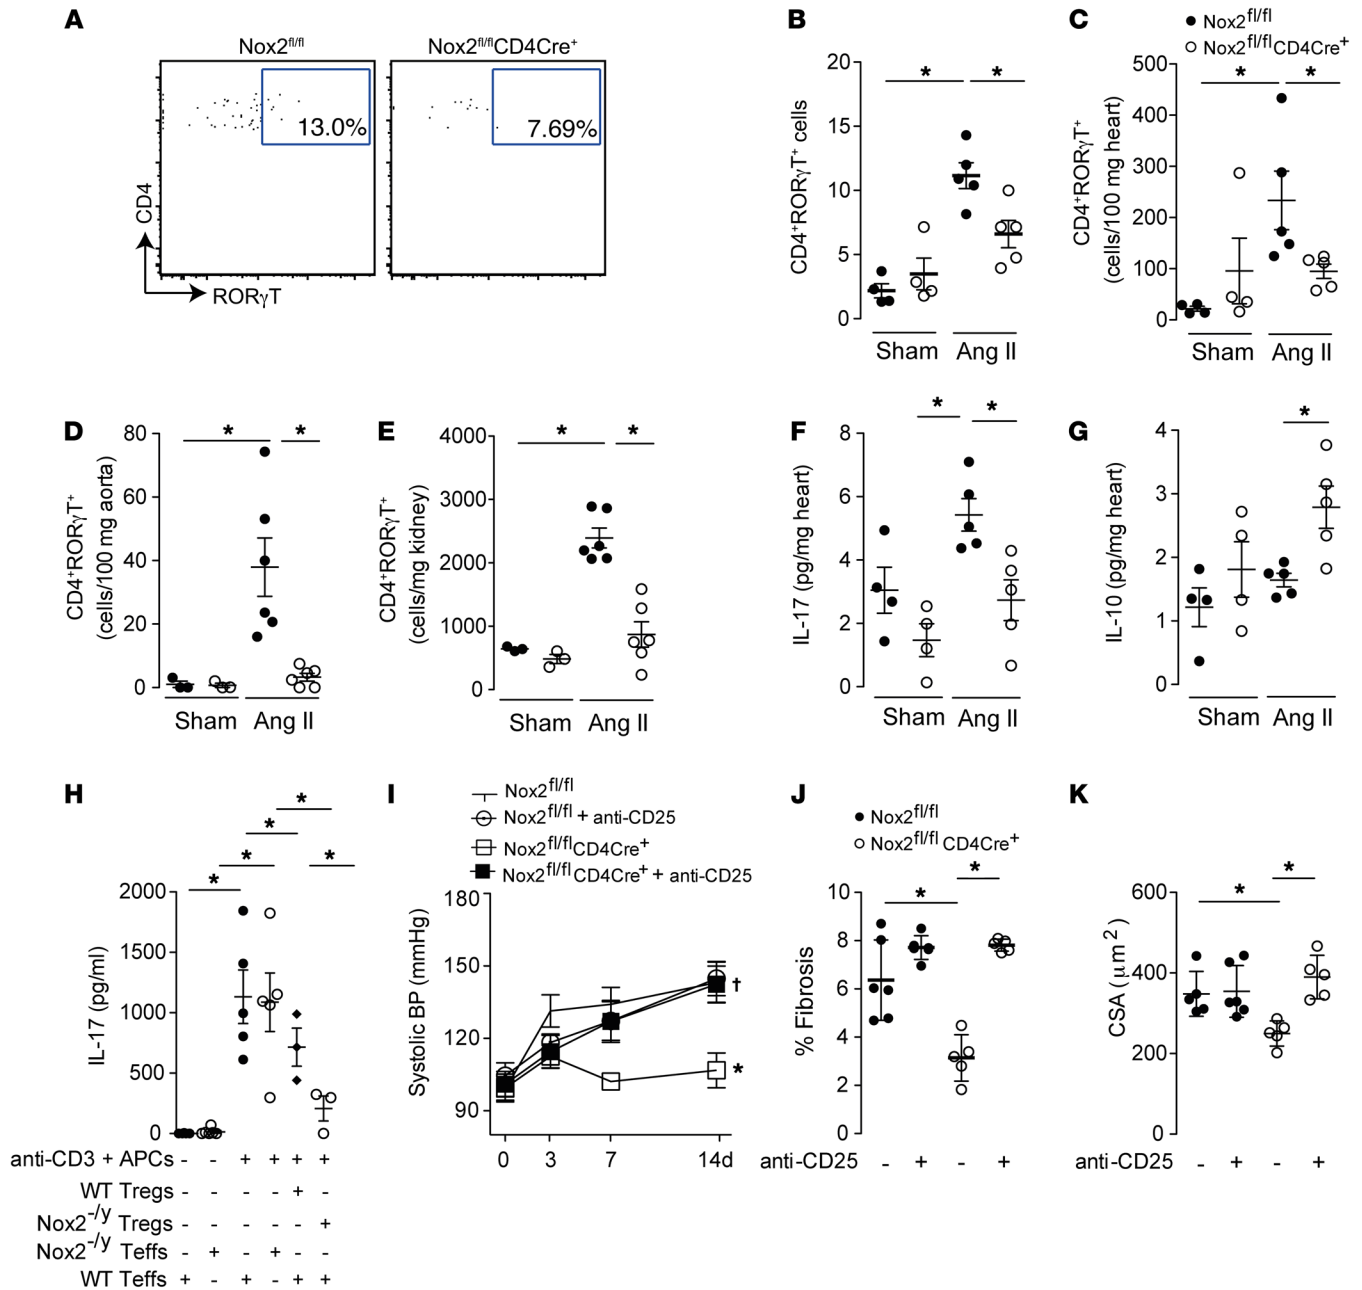 A
Nox2fl/fl
Nox2fl/flCD4Cre+
13.0%
7.69%
CD4
RORγT
B
CD4+RORγT+ cells
20
15
10
5
0
*
*
Sham
Ang II
C
Nox2fl/fl
Nox2fl/flCD4Cre+
CD4+RORγT+
(cells/100 mg heart)
500
400
300
200
100
0
*
*
Sham
Ang II
D
CD4+RORγT+
(cells/100 mg aorta)
80
60
40
20
0
*
*
Sham
Ang II
E
CD4+RORγT+
(cells/mg kidney)
4000
3000
2000
1000
0
*
*
Sham
Ang II
F
IL-17 (pg/mg heart)
8
6
4
2
0
*
*
Sham
Ang II
G
IL-10 (pg/mg heart)
4
3
2
1
0
*
Sham
Ang II
H
IL-17 (pg/ml)
2000
1500
1000
500
0
*
*
*
*
*
anti-CD3 + APCs - - + + + +
WT Tregs - - - - + -
Nox2-/y Tregs - - - - - +
Nox2-/y Teffs - + - + - -
WT Teffs + - + - + +
I
Nox2fl/fl
Nox2fl/fl + anti-CD25
Nox2fl/flCD4Cre+
Nox2fl/flCD4Cre+ + anti-CD25
Systolic BP (mmHg)
180
150
120
90
†
*
0 3 7 14d
J
Nox2fl/fl
Nox2fl/flCD4Cre+
% Fibrosis
10
8
6
4
2
0
*
*
anti-CD25 - + - +
K
CSA (μm2)
600
400
200
0
*
*
anti-CD25 - + - +